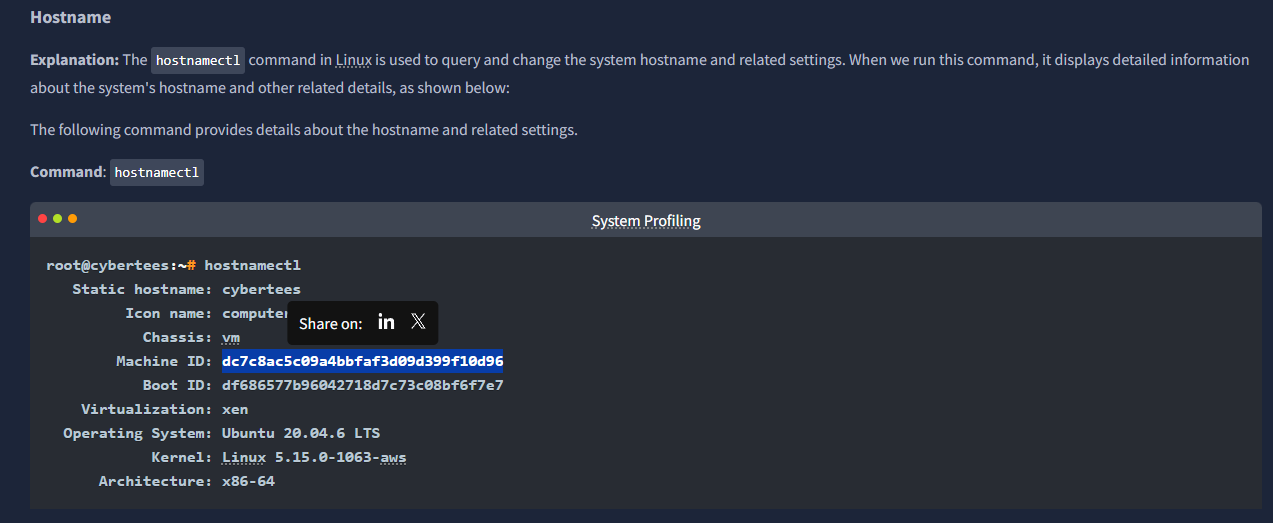 Hostname
Explanation: The hostnamectl command in Linux is used to query and change the system hostname and related settings. When we run this command, it displays detailed information
about the system's hostname and other related details, as shown below:
The following command provides details about the hostname and related settings.
Command: hostnamectl
System Profiling
root@cybertees:~# hostnamectl
Static hostname: cybertees
Icon name: computer
Share on: in X
Chassis: vm
Machine ID: dc7c8ac5c09a4bbfaf3d09d399f10d96
Boot ID: df686577b96042718d7c73c08bf6f7e7
Virtualization: xen
Operating System: Ubuntu 20.04.6 LTS
Kernel: Linux 5.15.0-1063-aws
Architecture: x86-64